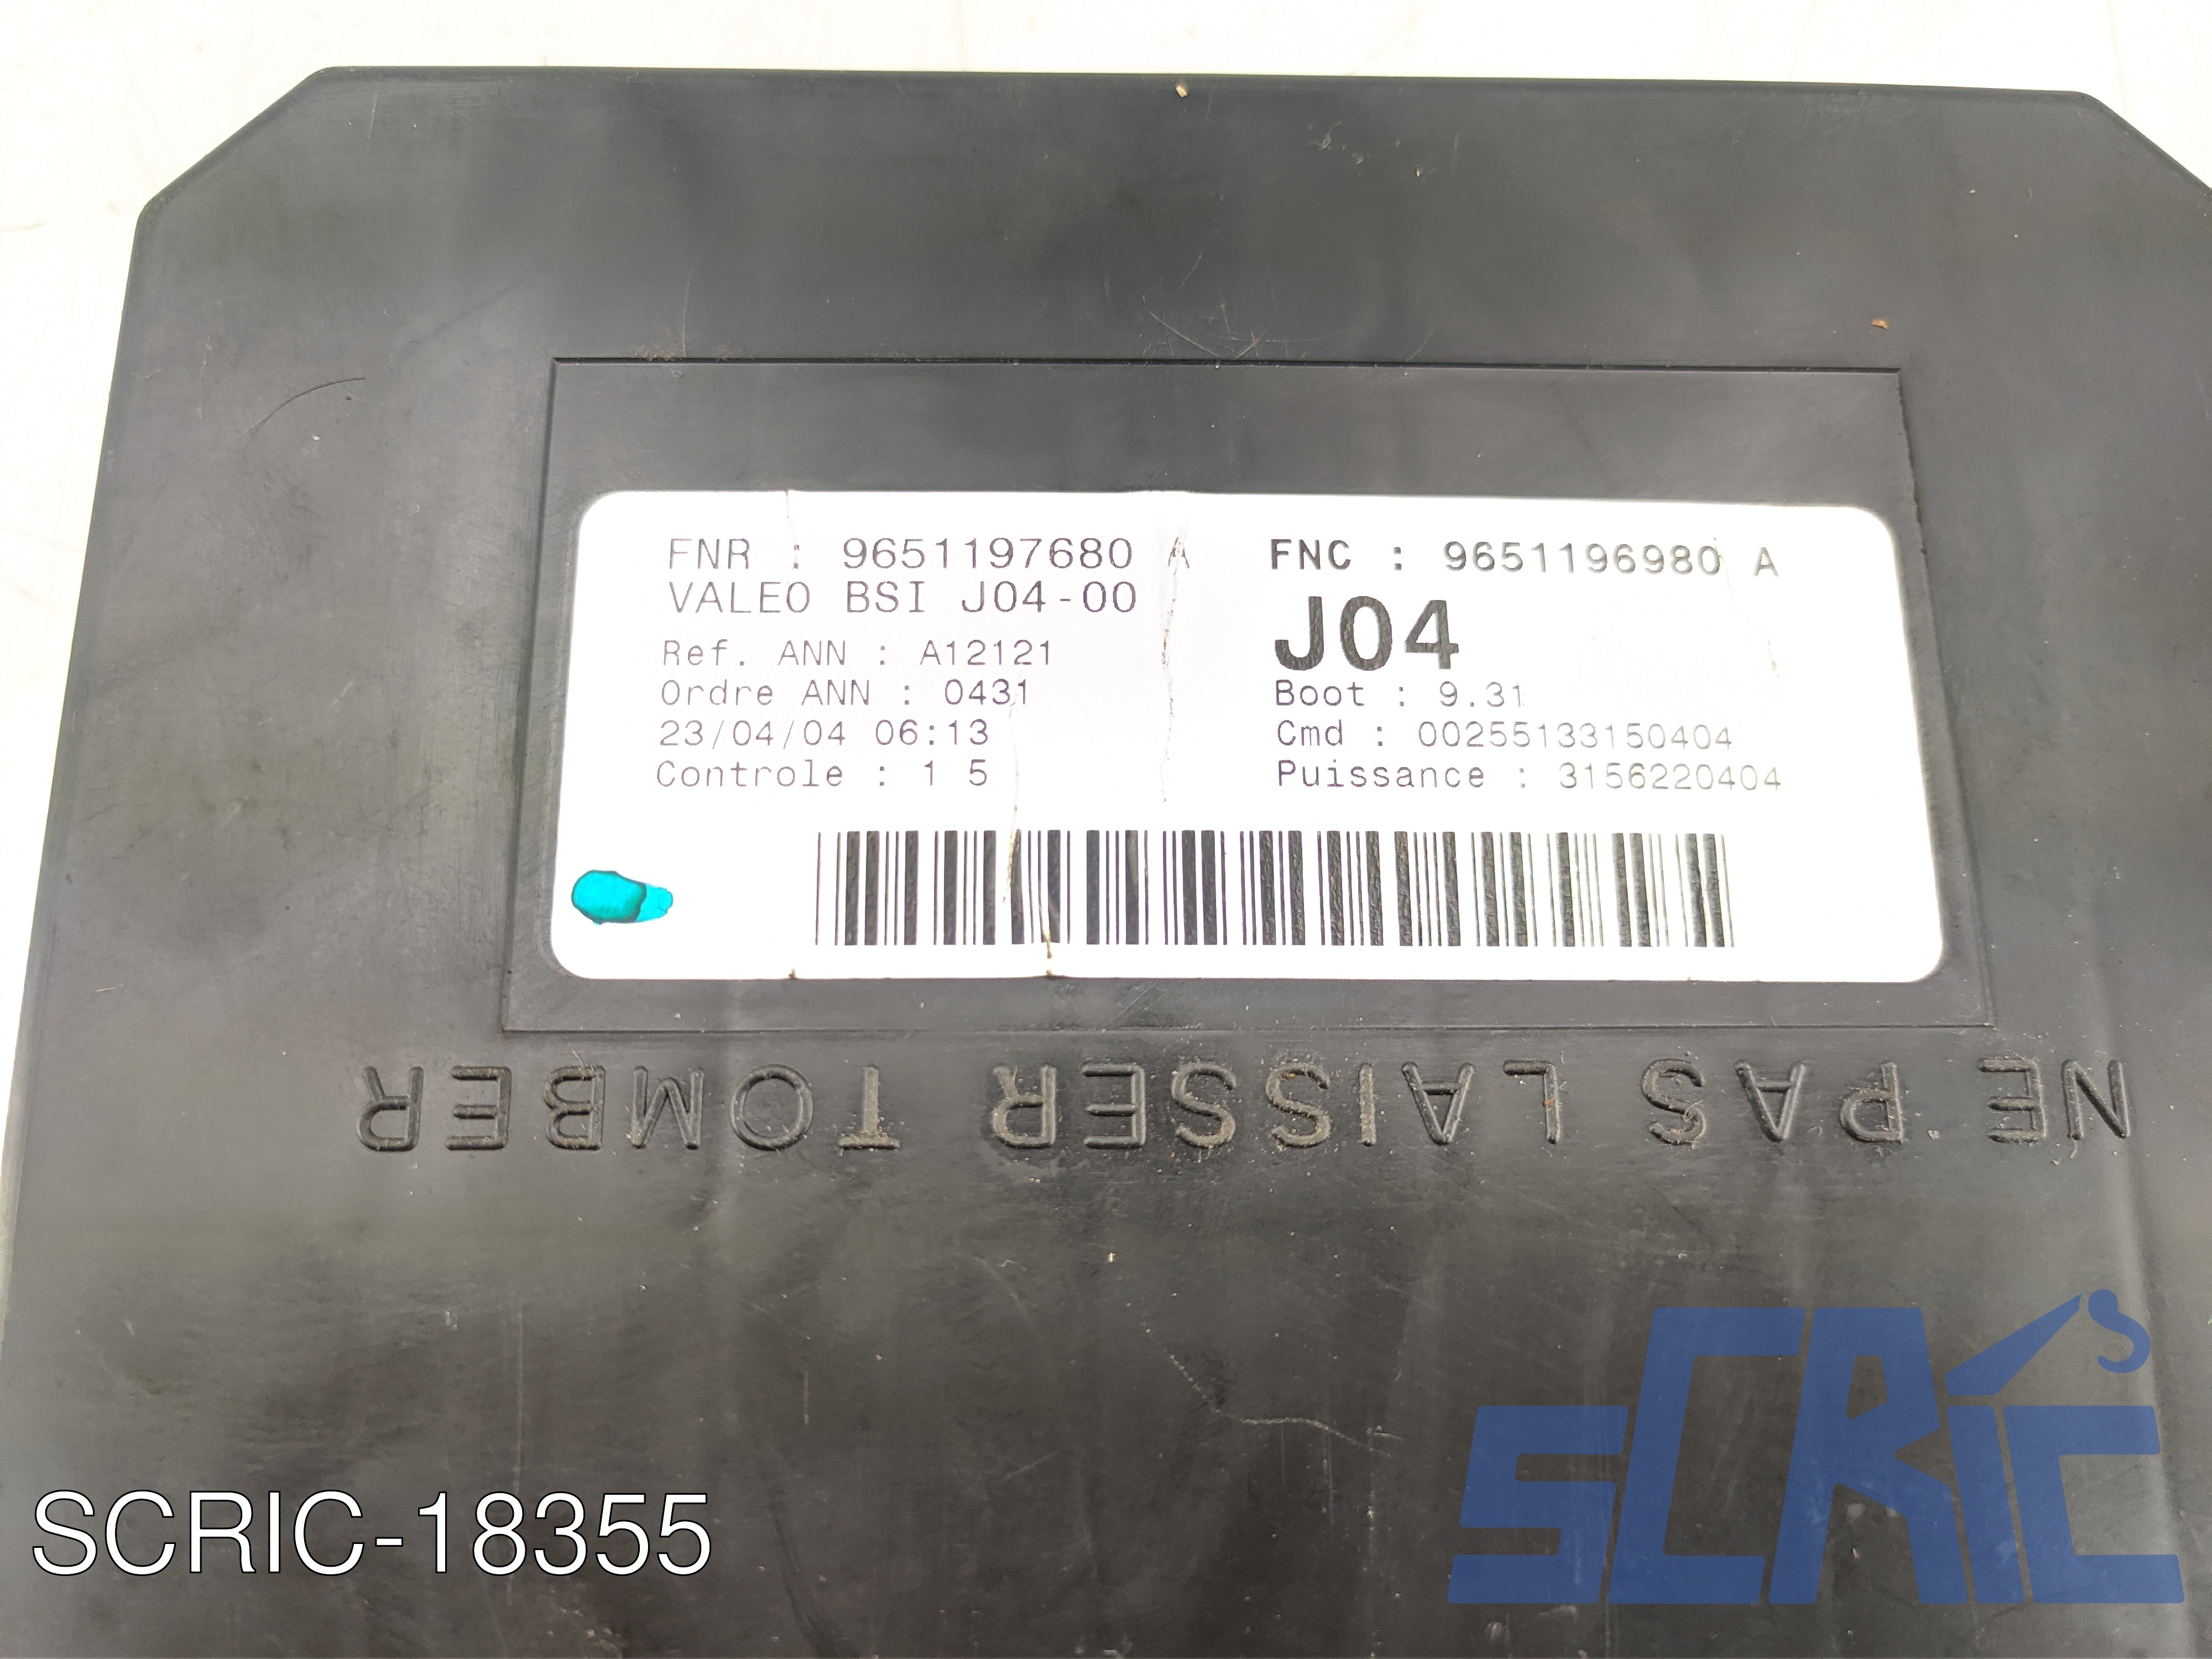 FNR : 9651197680 A
VALEO BSI J04-00
Ref. ANN : A12121
Ordre ANN : 0431
23/04/04 06:13
Controle : 1 5
FNC : 9651196980 A
J04
Boot : 9.31
Cmd : 00255133150404
Puissance : 3156220404
NE PAS LAISSER TOMBER
SCRIC-18355
SCRIC